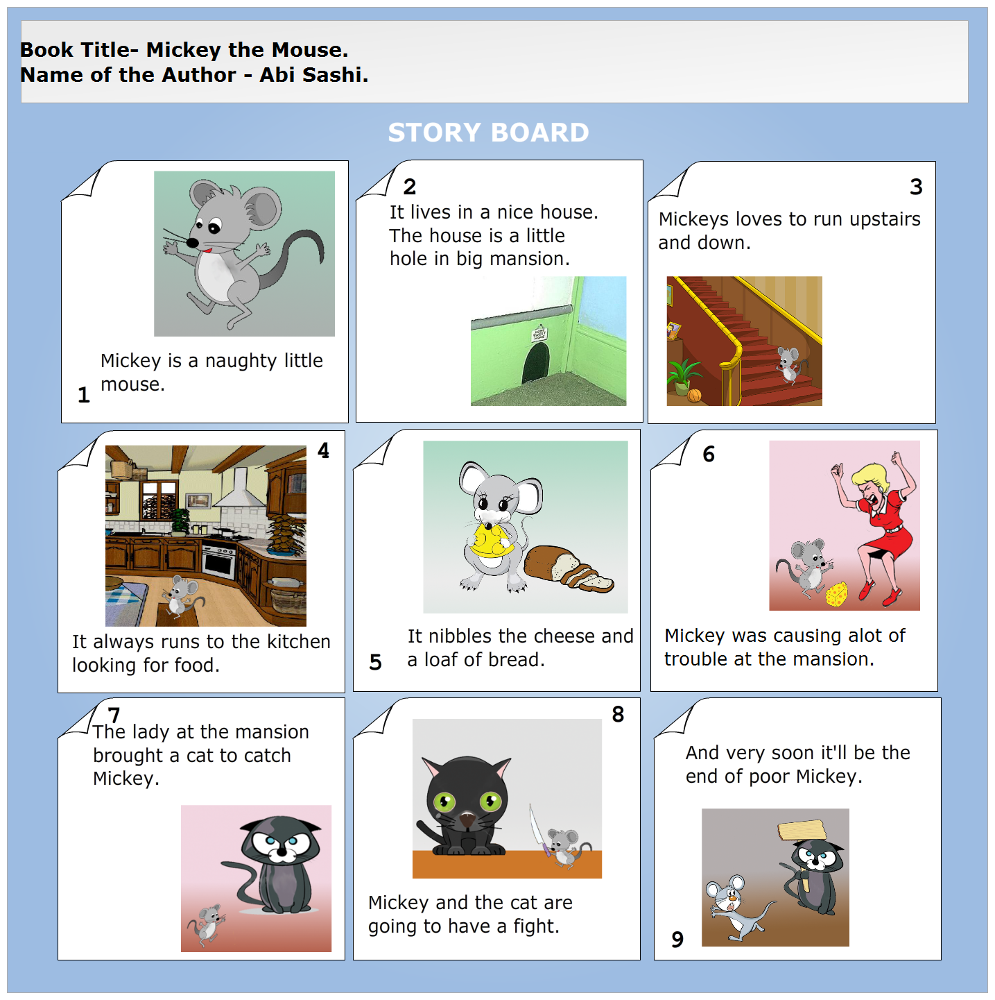 Book Title- Mickey the Mouse.
Name of the Author - Abi Sashi.
STORY BOARD
Mickey is a naughty little
mouse.
1
2
It lives in a nice house.
The house is a little
hole in big mansion.
HOME
SWEET
HOME
3
Mickeys loves to run upstairs
and down.
4
It always runs to the kitchen
looking for food.
It nibbles the cheese and
a loaf of bread.
5
6
Mickey was causing alot of
trouble at the mansion.
7
The lady at the mansion
brought a cat to catch
Mickey.
8
Mickey and the cat are
going to have a fight.
And very soon it'll be the
end of poor Mickey.
9